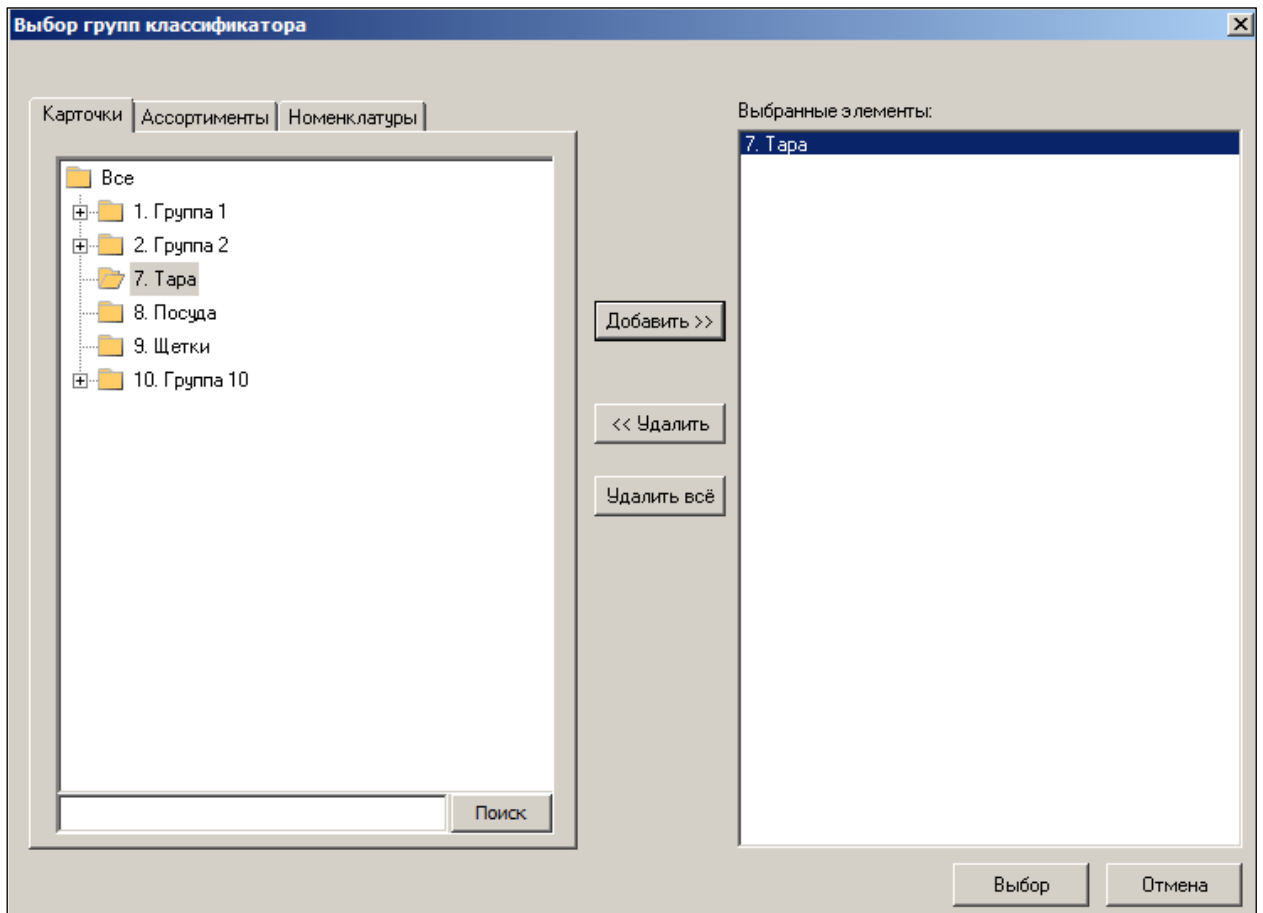 Выбор групп классификатора
Карточки Ассортименты Номенклатуры
Все
1. Группа 1
2. Группа 2
7. Тара
8. Посуда
9. Щетки
10. Группа 10
Поиск
Добавить >>
<< Удалить
Удалить всё
Выбранные элементы:
7. Тара
Выбор Отмена